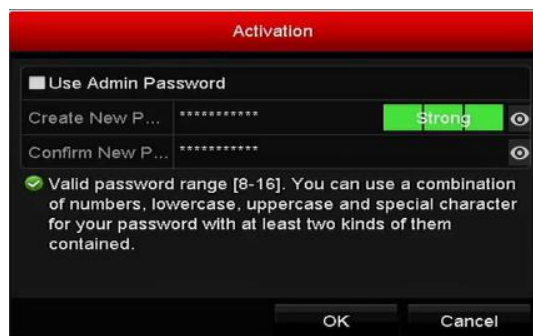 Activation
Use Admin Password
Create New P... *********** Strong
Confirm New P... ***********
Valid password range [8-16]. You can use a combination
of numbers, lowercase, uppercase and special character
for your password with at least two kinds of them
contained.
OK Cancel